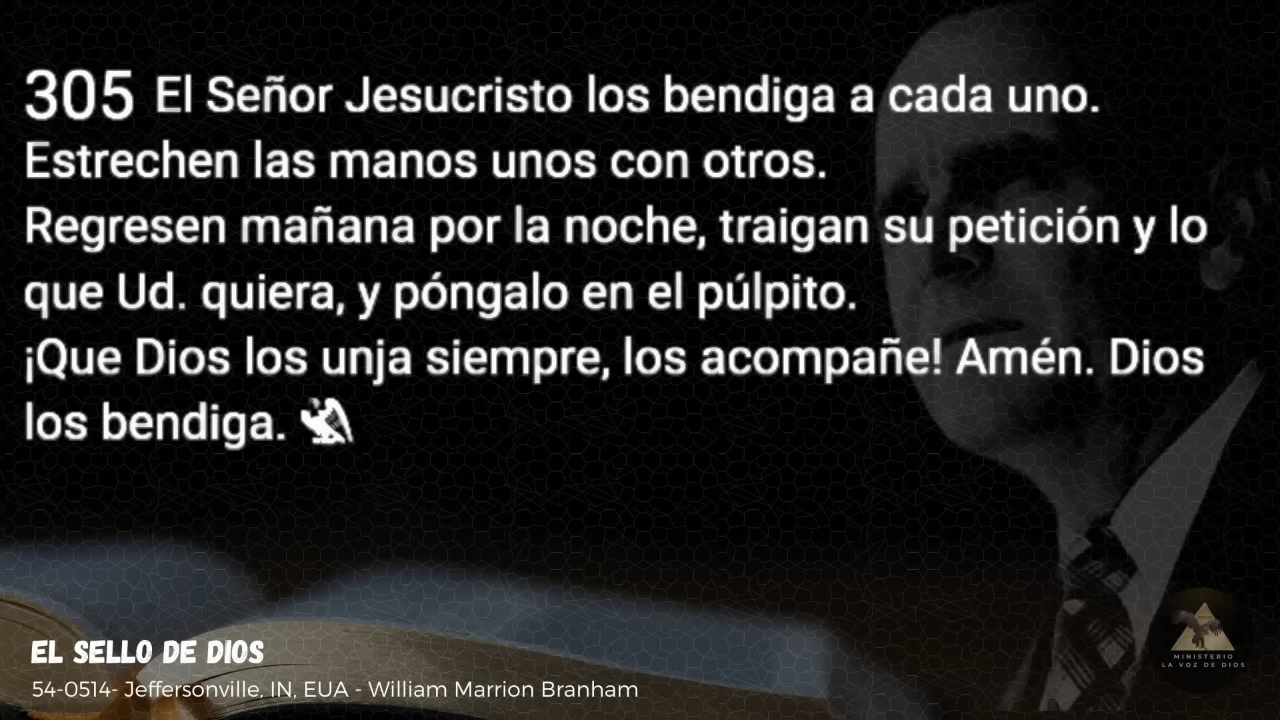 305 El Señor Jesucristo los bendiga a cada uno.
Estrechen las manos unos con otros.
Regresen mañana por la noche, traigan su petición y lo
que Ud. quiera, y póngalo en el púlpito.
¡Que Dios los unja siempre, los acompañe! Amén. Dios
los bendiga.
EL SELLO DE DIOS
54-0514- Jeffersonville, IN, EUA - William Marrion Branham
MINISTERIO
LA VOZ DE DIOS